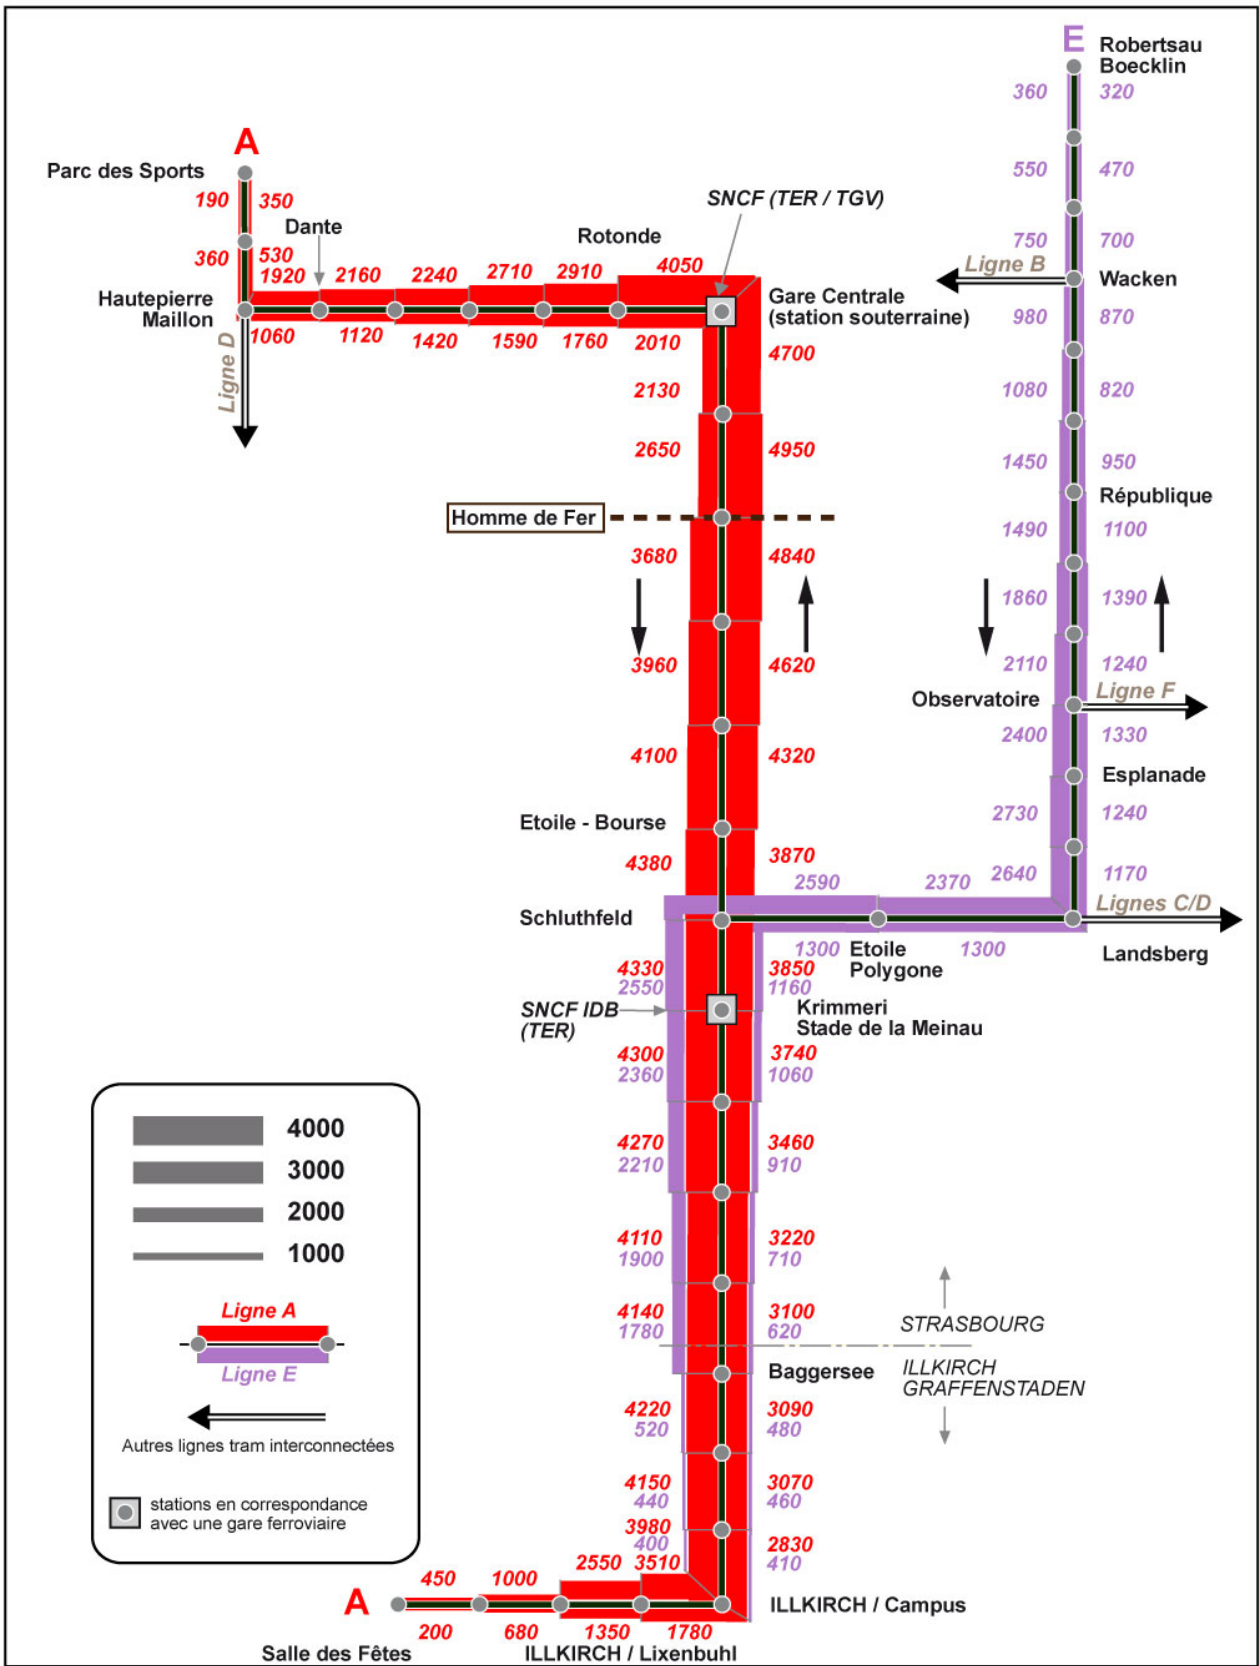 E
Robertsau
Boecklin
360 320
550 470
A
Parc des Sports
190 350
SNCF (TER / TGV)
Dante
Rotonde
750 700
360 530
Ligne B
Wacken
1920 2160 2240 2710 2910 4050
Hautepierre
Maillon
Gare Centrale
(station souterraine)
980 870
1060 1120 1420 1590 1760 2010
4700
Ligne D
2130
1080 820
2650 4950
1450 950
République
Homme de Fer
1490 1100
3680 4840
1860 1390
3960 4620
2110 1240
Observatoire
Ligne F
2400 1330
4100 4320
Esplanade
Etoile - Bourse
2730 1240
4380 3870
2640 1170
2590 2370
Lignes C/D
Schluthfeld
1300 1300
Etoile
Polygone
Landsberg
4330 3850
2550 1160
SNCF IDB
(TER)
Krimmeri
Stade de la Meinau
4300 3740
2360 1060
4270 3460
2210 910
4110 3220
1900 710
4140 3100
1780 620
STRASBOURG
Baggersee
ILLKIRCH
GRAFFENSTADEN
4220 3090
520 480
4150 3070
440 460
3980 2830
400 410
450 1000 2550 3510
A
ILLKIRCH / Campus
200 680 1350 1780
Salle des Fêtes
ILLKIRCH / Lixenbuhl
4000
3000
2000
1000
Ligne A
Ligne E
Autres lignes tram interconnectées
stations en correspondance
avec une gare ferroviaire